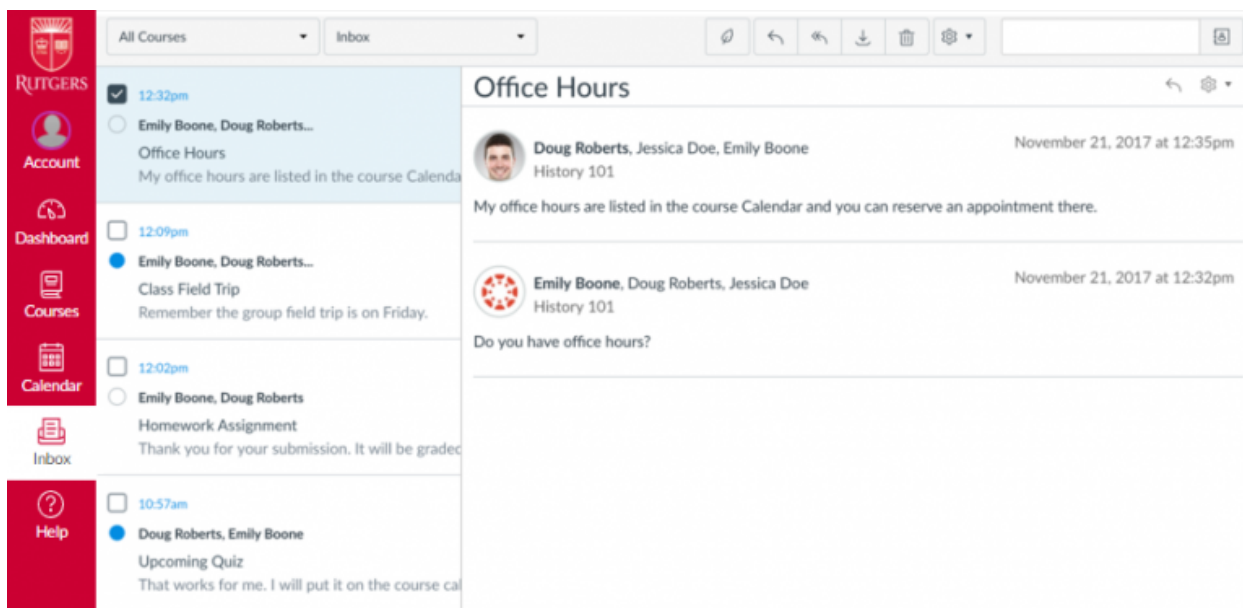 RUTGERS
Account
Dashboard
Courses
Calendar
Inbox
Help
All Courses
Inbox
12:32pm
Emily Boone, Doug Roberts...
Office Hours
My office hours are listed in the course Calenda
12:09pm
Emily Boone, Doug Roberts...
Class Field Trip
Remember the group field trip is on Friday.
12:02pm
Emily Boone, Doug Roberts
Homework Assignment
Thank you for your submission. It will be graded
10:57am
Doug Roberts, Emily Boone
Upcoming Quiz
That works for me. I will put it on the course cal
Office Hours
Doug Roberts, Jessica Doe, Emily Boone
November 21, 2017 at 12:35pm
History 101
My office hours are listed in the course Calendar and you can reserve an appointment there.
Emily Boone, Doug Roberts, Jessica Doe
November 21, 2017 at 12:32pm
History 101
Do you have office hours?